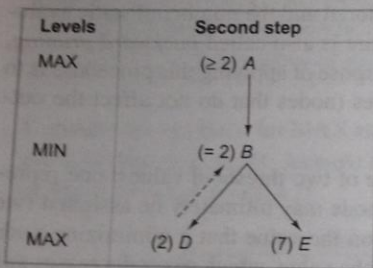 Levels Second step
MAX (≥ 2) A
MIN (= 2) B
MAX (2) D (7) E